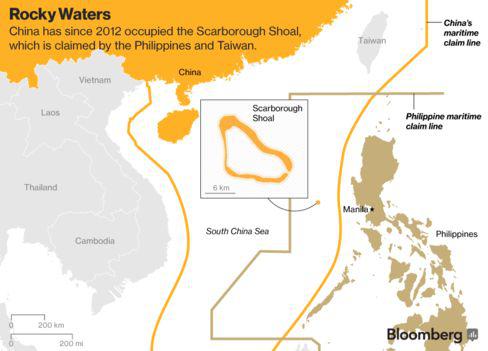 Rocky Waters
China has since 2012 occupied the Scarborough Shoal,
which is claimed by the Philippines and Taiwan.
China's
maritime
claim line
Taiwan
China
Vietnam
Laos
Scarborough
Shoal
6 km
Philippine maritime
claim line
Thailand
Manila
Philippines
South China Sea
Cambodia
0 200 km
0 200 mi
Bloomberg